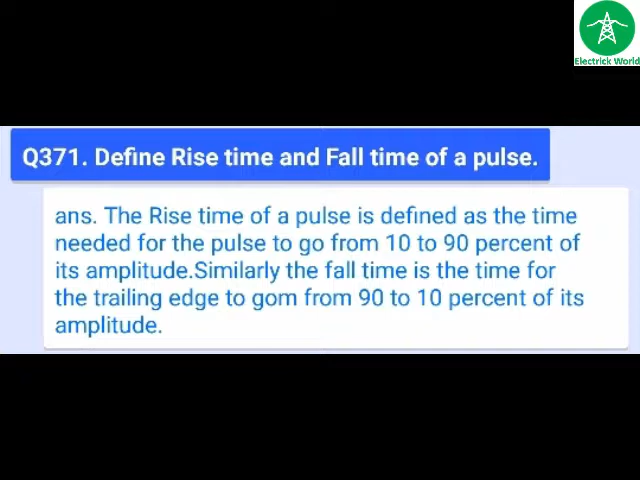 Electrick World
Q371. Define Rise time and Fall time of a pulse.
ans. The Rise time of a pulse is defined as the time
needed for the pulse to go from 10 to 90 percent of
its amplitude.Similarly the fall time is the time for
the trailing edge to gom from 90 to 10 percent of its
amplitude.